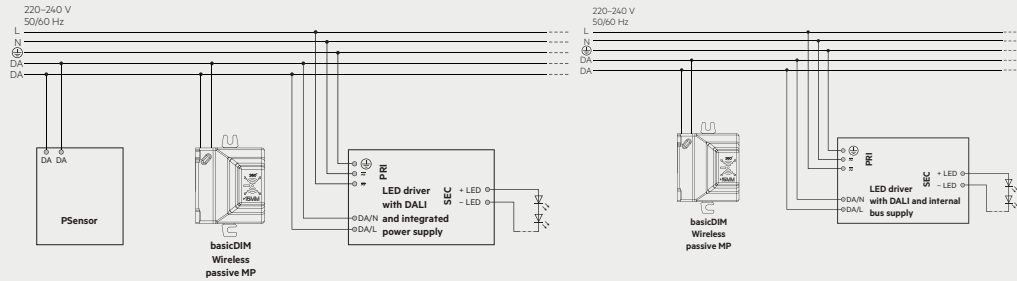 220–240 V
50/60 Hz
L
N
DA
DA
DA DA
PSensor
basicDIM
Wireless
passive MP
PRI
LED driver
with DALI
and integrated
power supply
SEC
+ LED
– LED
DA/N
DA/L
220–240 V
50/60 Hz
L
N
DA
DA
basicDIM
Wireless
passive MP
PRI
LED driver
with DALI and internal
bus supply
SEC
+ LED
– LED
DA/N
DA/L